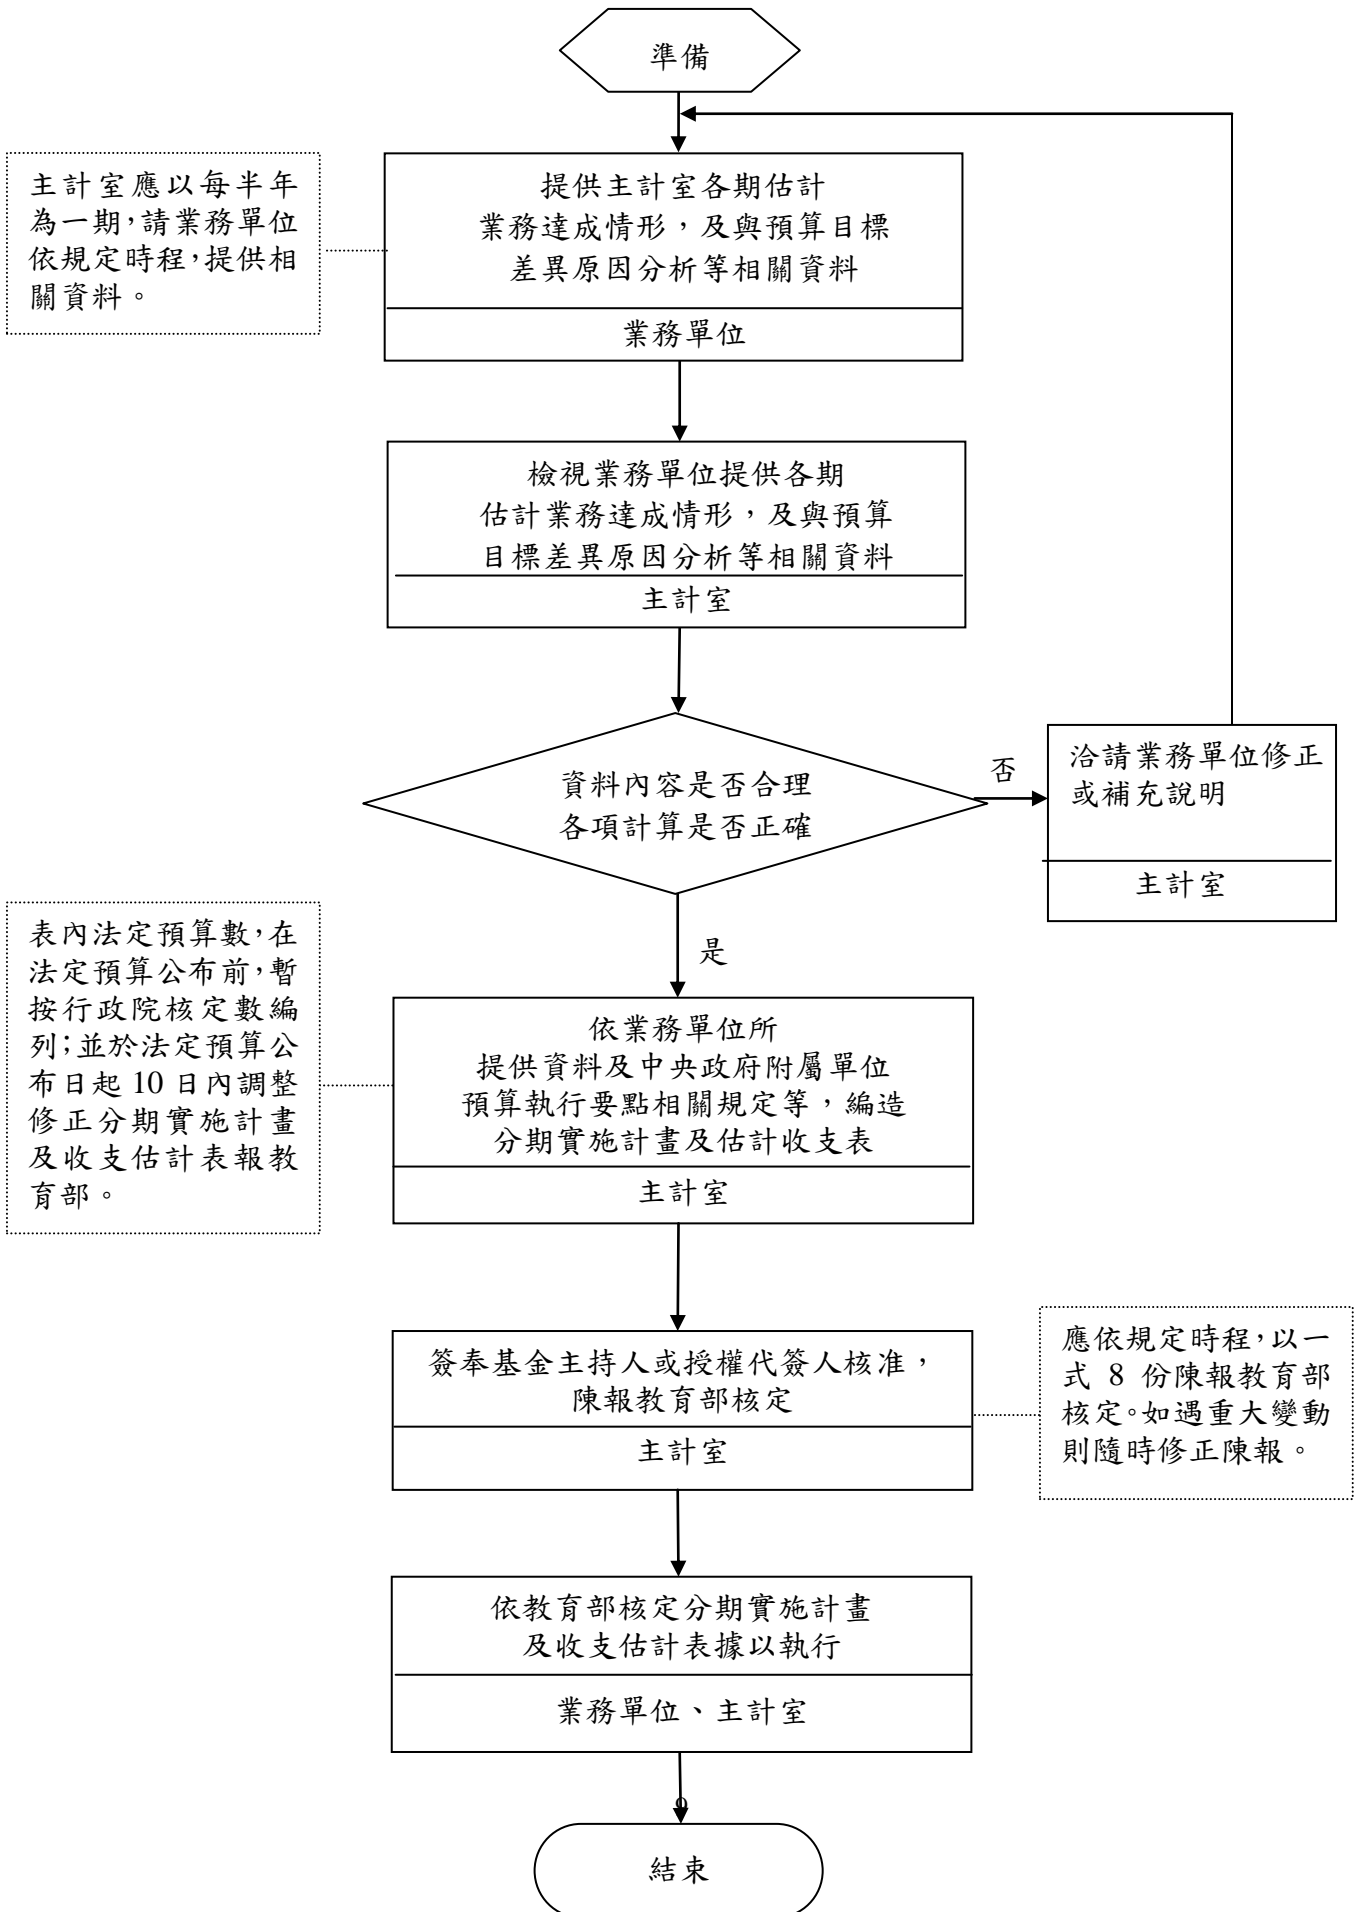 準備
主計室應以每半年
為一期，請業務單位
依規定時程，提供相
關資料。
提供主計室各期估計
業務達成情形，及與預算目標
差異原因分析等相關資料
業務單位
檢視業務單位提供各期
估計業務達成情形，及與預算
目標差異原因分析等相關資料
主計室
資料內容是否合理
各項計算是否正確
否
洽請業務單位修正
或補充說明
主計室
是
表內法定預算數，在
法定預算公布前，暫
按行政院核定數編
列；並於法定預算公
布日起 10 日內調整
修正分期實施計畫
及收支估計表報教
育部。
依業務單位所
提供資料及中央政府附屬單位
預算執行要點相關規定等，編造
分期實施計畫及估計收支表
主計室
簽奉基金主持人或授權代簽人核准，
陳報教育部核定
主計室
應依規定時程，以一
式 8 份陳報教育部
核定。如遇重大變動
則隨時修正陳報。
依教育部核定分期實施計畫
及收支估計表據以執行
業務單位、主計室
9
結束